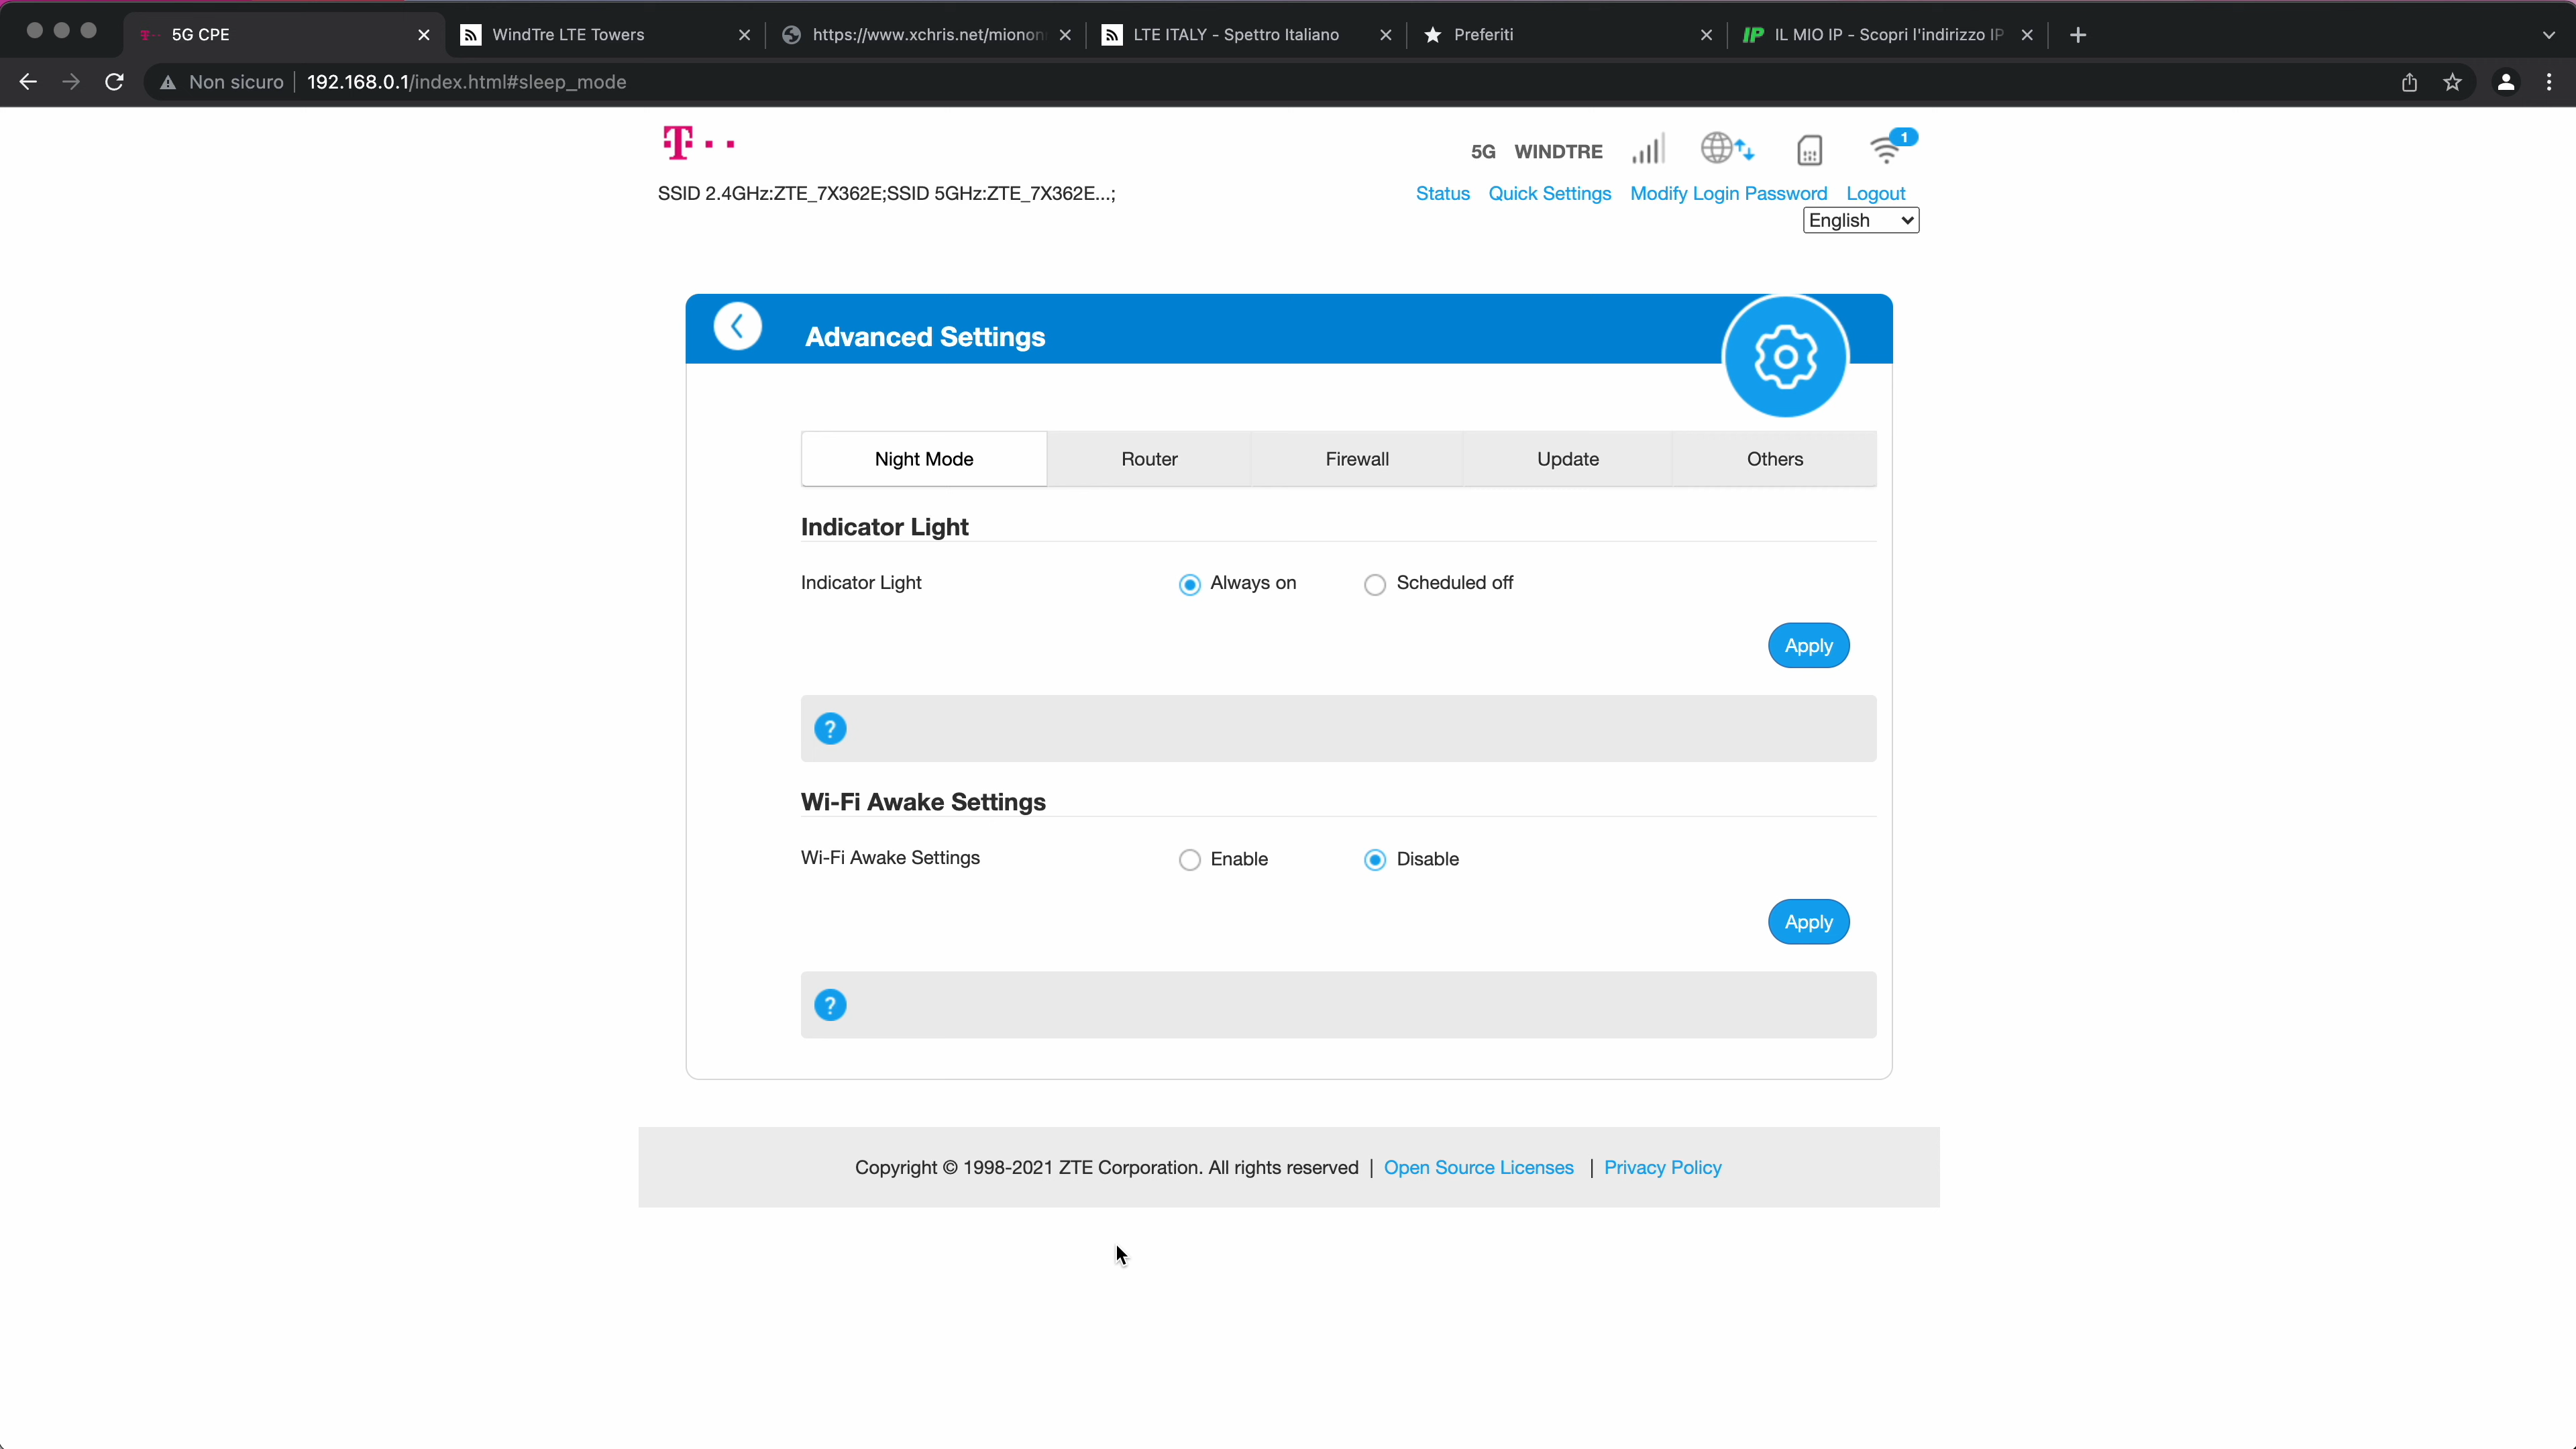 5G CPE
WindTre LTE Towers
https://www.xchris.net/mionon
LTE ITALY - Spettro Italiano
Preferiti
IP IL MIO IP - Scopri l'indirizzo IP
Non sicuro
192.168.0.1/index.html#sleep_mode
T
5G WINDTRE
1
SSID 2.4GHz:ZTE_7X362E;SSID 5GHz:ZTE_7X362E...;
Status Quick Settings Modify Login Password Logout
English
Advanced Settings
Night Mode Router Firewall Update Others
Indicator Light
Indicator Light Always on Scheduled off
Apply
?
Wi-Fi Awake Settings
Wi-Fi Awake Settings Enable Disable
Apply
?
Copyright © 1998-2021 ZTE Corporation. All rights reserved | Open Source Licenses | Privacy Policy